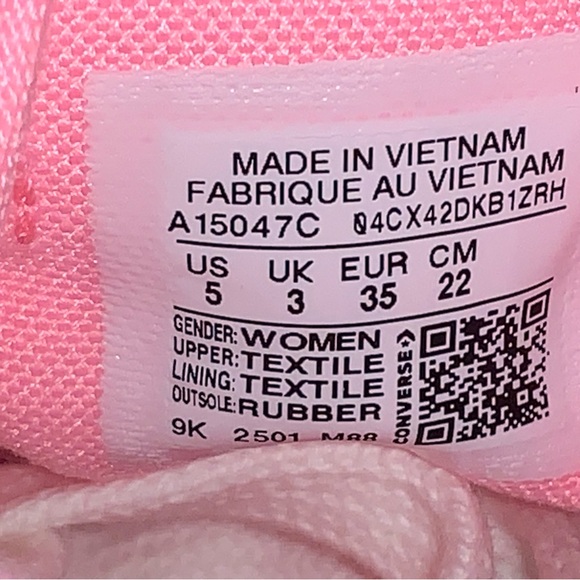 MADE IN VIETNAM
FABRIQUE AU VIETNAM
A15047C 04CX42DKB1ZRH
US UK EUR CM
5 3 35 22
GENDER: WOMEN
UPPER: TEXTILE
LINING: TEXTILE
OUTSOLE: RUBBER
9K 2501 M88
CONVERSE